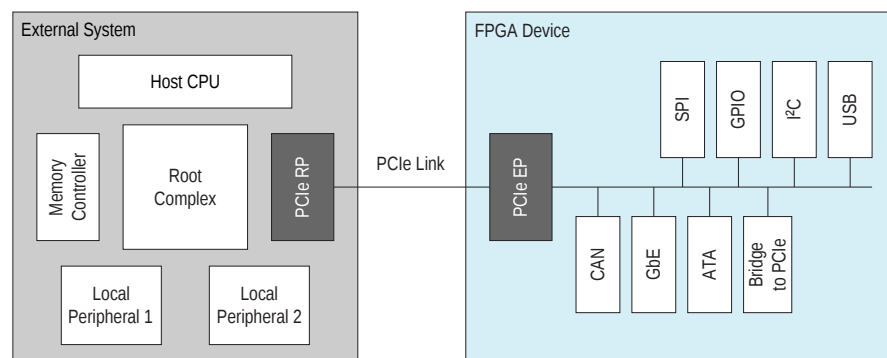 External System
Host CPU
Memory
Controller
Root
Complex
PCIe RP
Local
Peripheral 1
Local
Peripheral 2
PCIe Link
FPGA Device
PCIe EP
SPI
GPIO
I²C
USB
CAN
GbE
ATA
Bridge
to PCIe